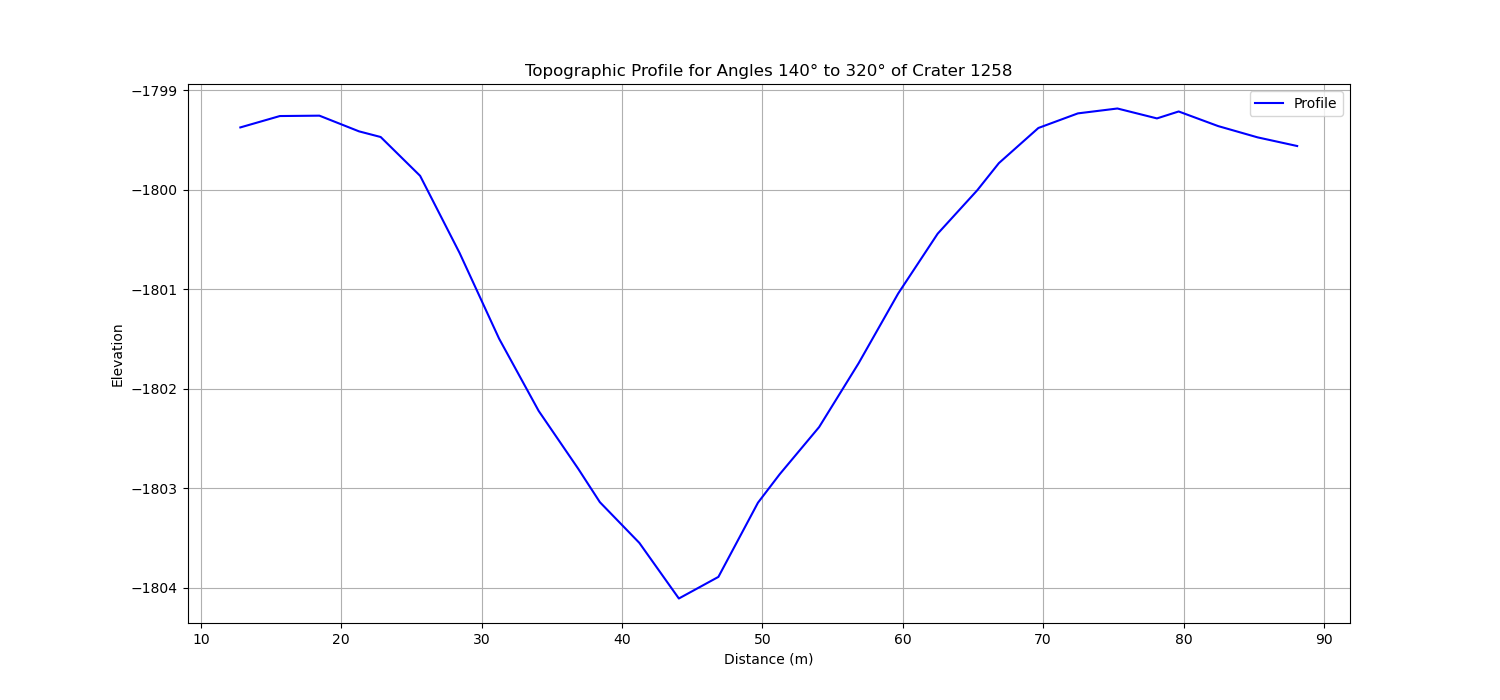 Topographic Profile for Angles 140° to 320° of Crater 1258
Profile
−1799
−1800
−1801
−1802
−1803
−1804
Elevation
10 20 30 40 50 60 70 80 90
Distance (m)